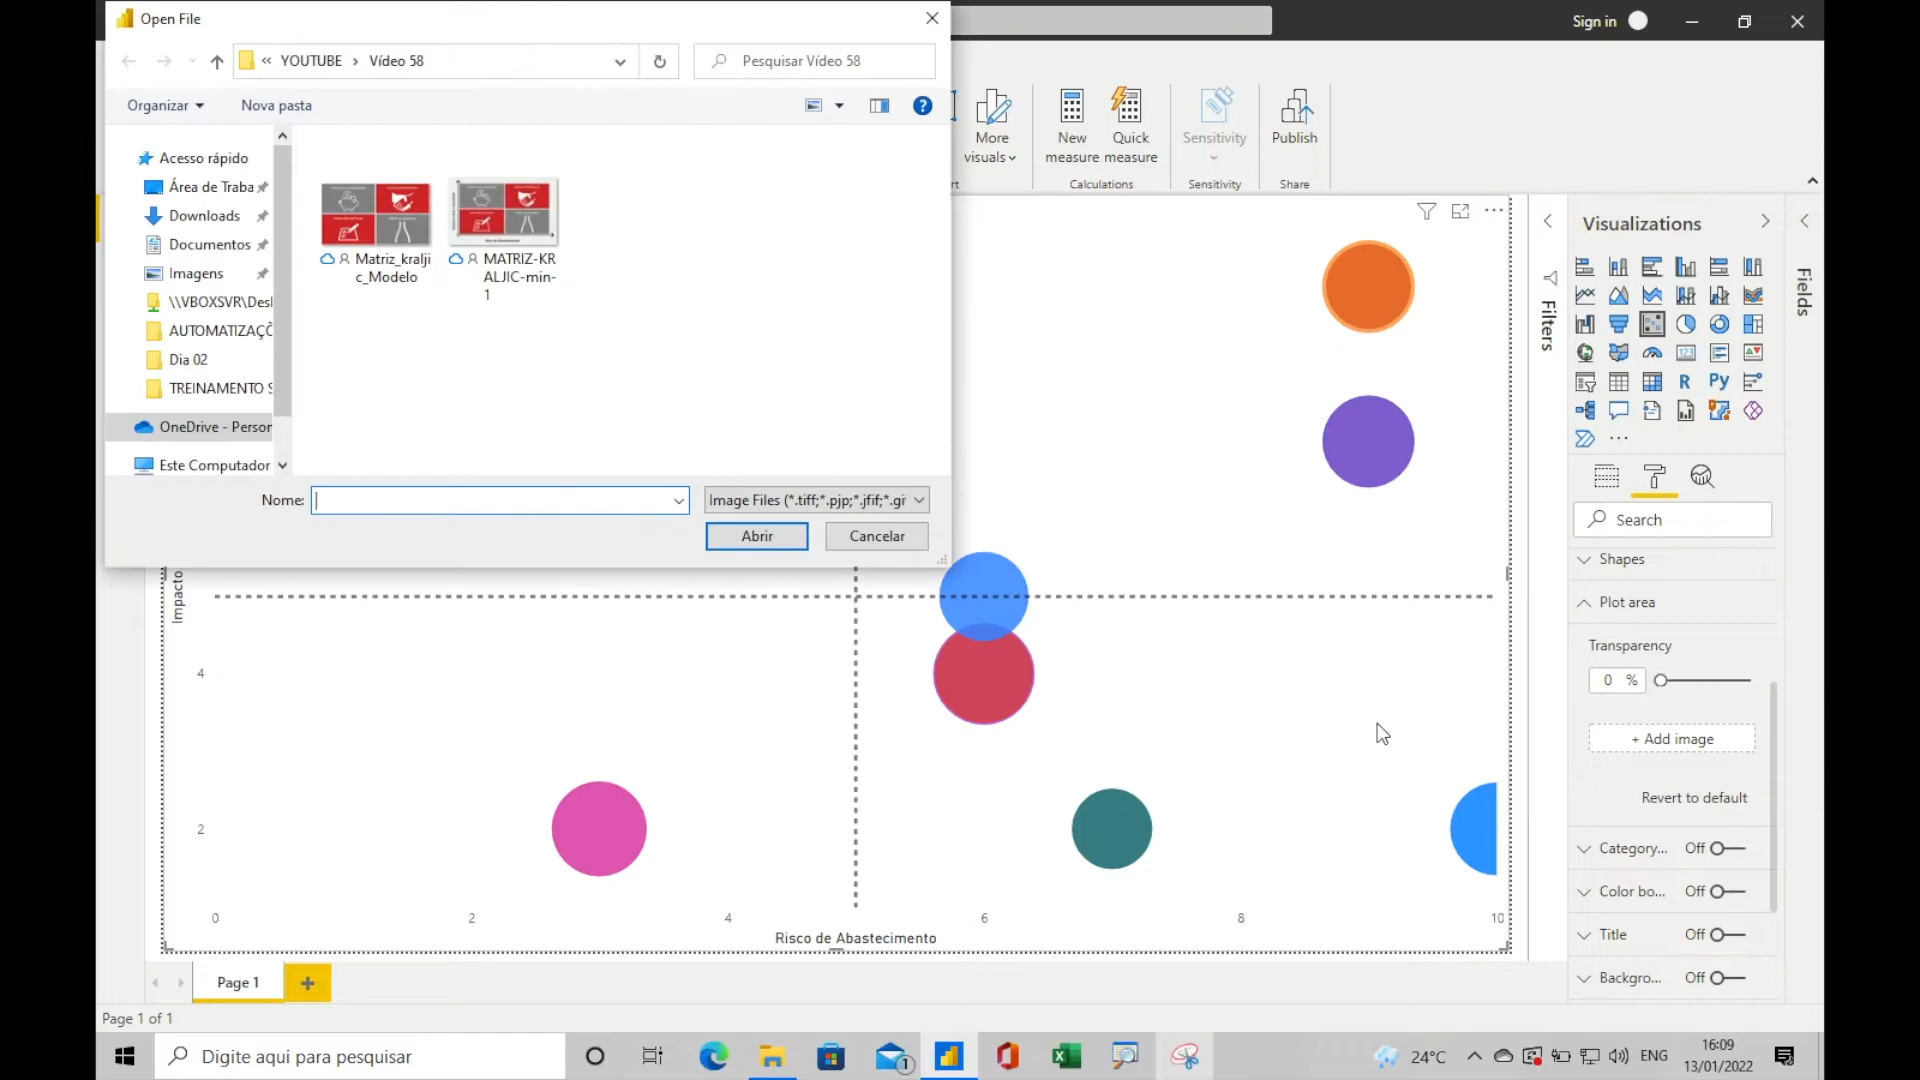 Open File
Sign in
« YOUTUBE › Vídeo 58
Pesquisar Vídeo 58
Organizar
Nova pasta
?
Acesso rápido
Área de Traba
Downloads
Documentos
Imagens
\\VBOXSVR\Desl
AUTOMATIZAÇÕ
Dia 02
TREINAMENTO S
OneDrive - Person
Este Computador
Matriz_kralji
c_Modelo
MATRIZ-KR
ALJIC-min-
1
Nome:
Image Files (*.tiff;*.pjp;*.jfif;*.gi
Abrir
Cancelar
More
visuals
New
measure
Quick
measure
Sensitivity
Publish
Calculations
Sensitivity
Share
Impacto
4
2
0
2
4
6
8
10
Risco de Abastecimento
Filters
Visualizations
123
R
Py
...
Search
Shapes
Plot area
Transparency
0 %
+ Add image
Revert to default
Category... Off
Color bo... Off
Title Off
Backgro... Off
Fields
Page 1
+
Page 1 of 1
Digite aqui para pesquisar
1
24°C
ENG
16:09
13/01/2022